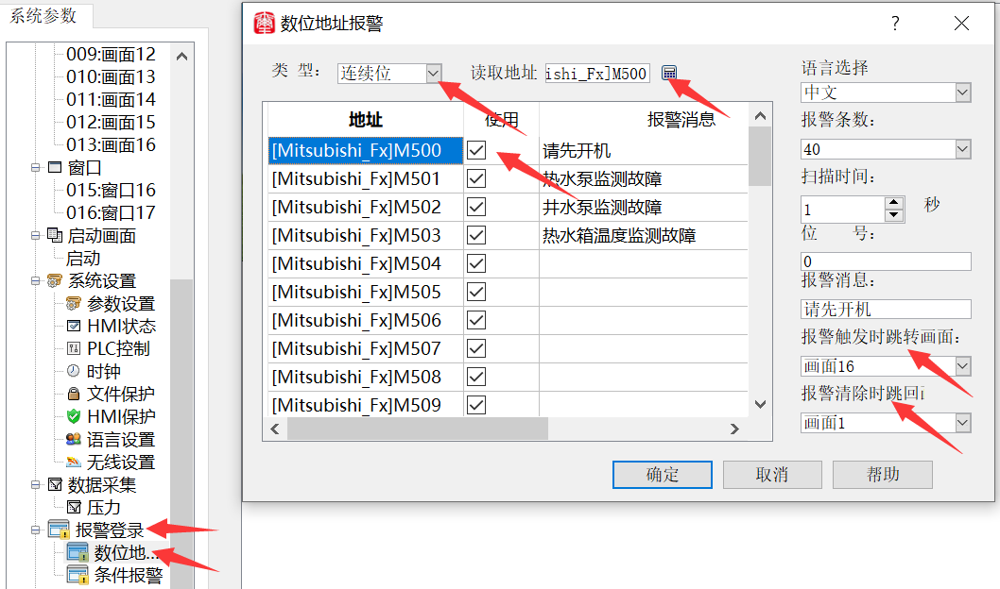 系统参数
009:画面12
010:画面13
011:画面14
012:画面15
013:画面16
窗口
015:窗口16
016:窗口17
启动画面
启动
系统设置
参数设置
HMI状态
PLC控制
时钟
文件保护
HMI保护
语言设置
无线设置
数据采集
压力
报警登录
数位地...
条件报警
数位地址报警
?
类 型:
连续位
读取地址
ishi_Fx]M500
地址 使用 报警消息
[Mitsubishi_Fx]M500 请先开机
[Mitsubishi_Fx]M501 热水泵监测故障
[Mitsubishi_Fx]M502 井水泵监测故障
[Mitsubishi_Fx]M503 热水箱温度监测故障
[Mitsubishi_Fx]M504
[Mitsubishi_Fx]M505
[Mitsubishi_Fx]M506
[Mitsubishi_Fx]M507
[Mitsubishi_Fx]M508
[Mitsubishi_Fx]M509
语言选择
中文
报警条数:
40
扫描时间:
1 秒
位 号:
0
报警消息:
请先开机
报警触发时跳转画面:
画面16
报警清除时跳回i
画面1
确定 取消 帮助